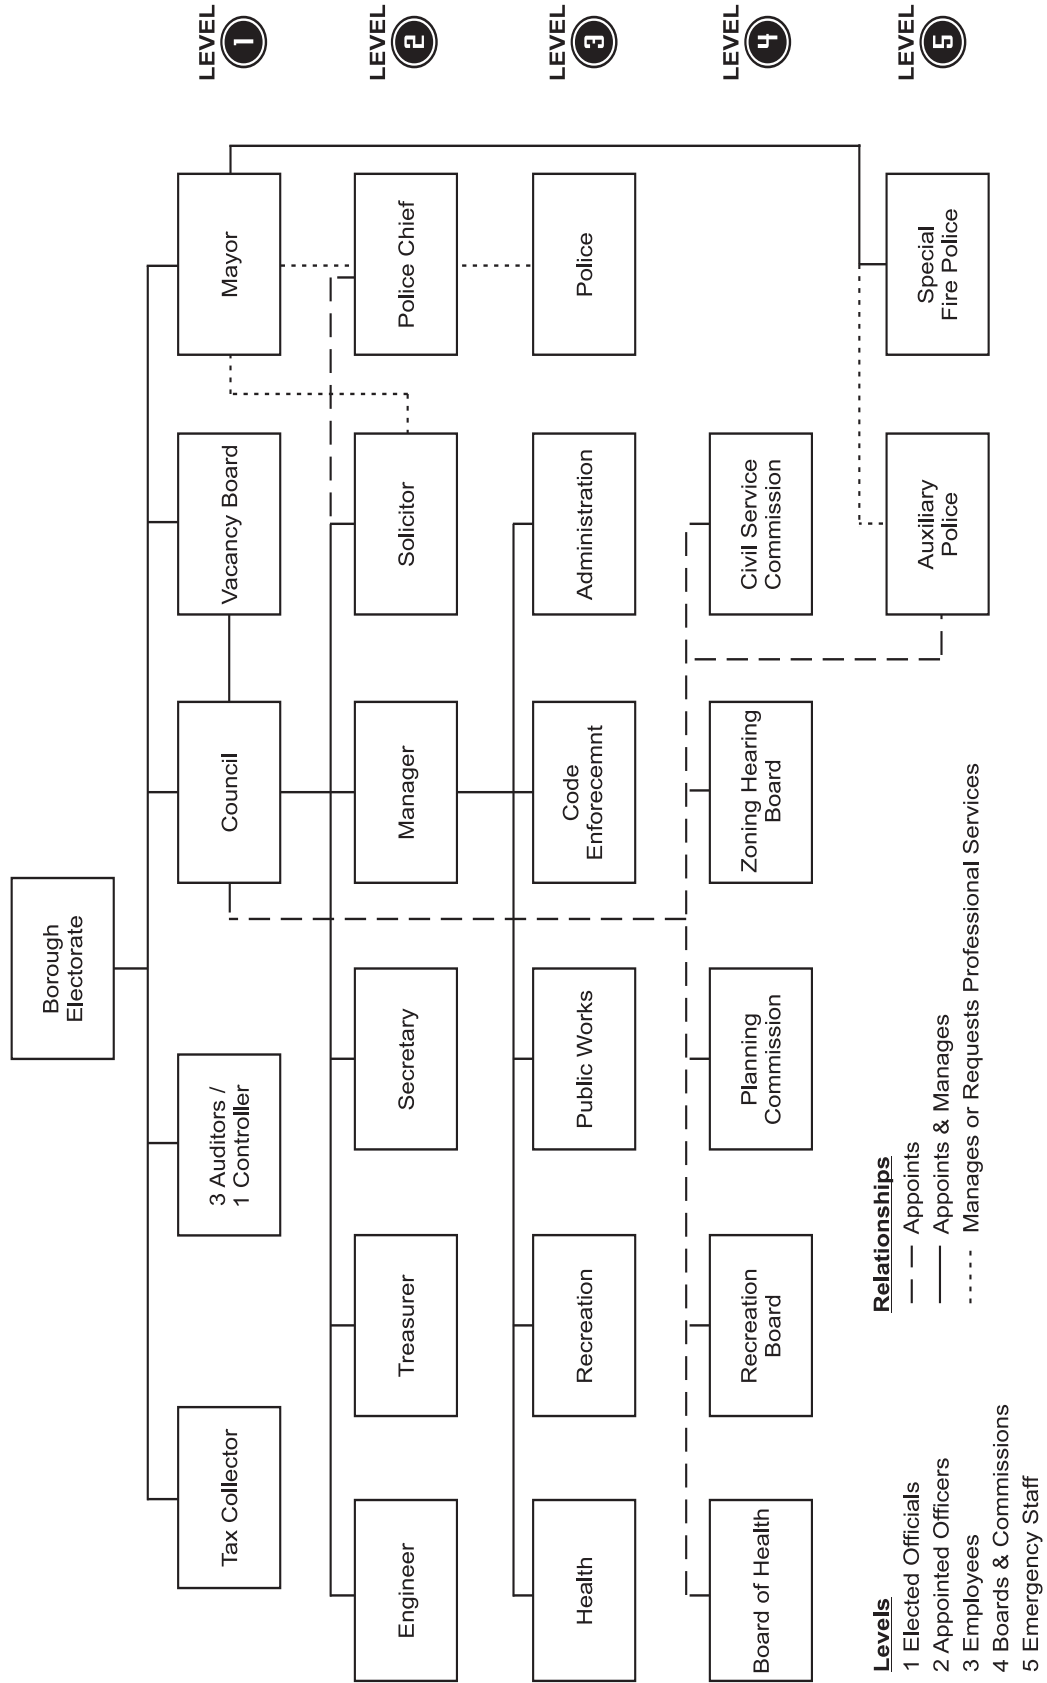 Borough
Electorate
LEVEL
1
Tax Collector
3 Auditors /
1 Controller
Council
Vacancy Board
Mayor
LEVEL
2
Engineer
Treasurer
Secretary
Manager
Solicitor
Police Chief
LEVEL
3
Health
Recreation
Public Works
Code
Enforecemnt
Administration
Police
LEVEL
4
Board of Health
Recreation
Board
Planning
Commission
Zoning Hearing
Board
Civil Service
Commission
LEVEL
5
Auxiliary
Police
Special
Fire Police
Levels
1 Elected Officials
2 Appointed Officers
3 Employees
4 Boards & Commissions
5 Emergency Staff
Relationships
Appoints
Appoints & Manages
Manages or Requests Professional Services